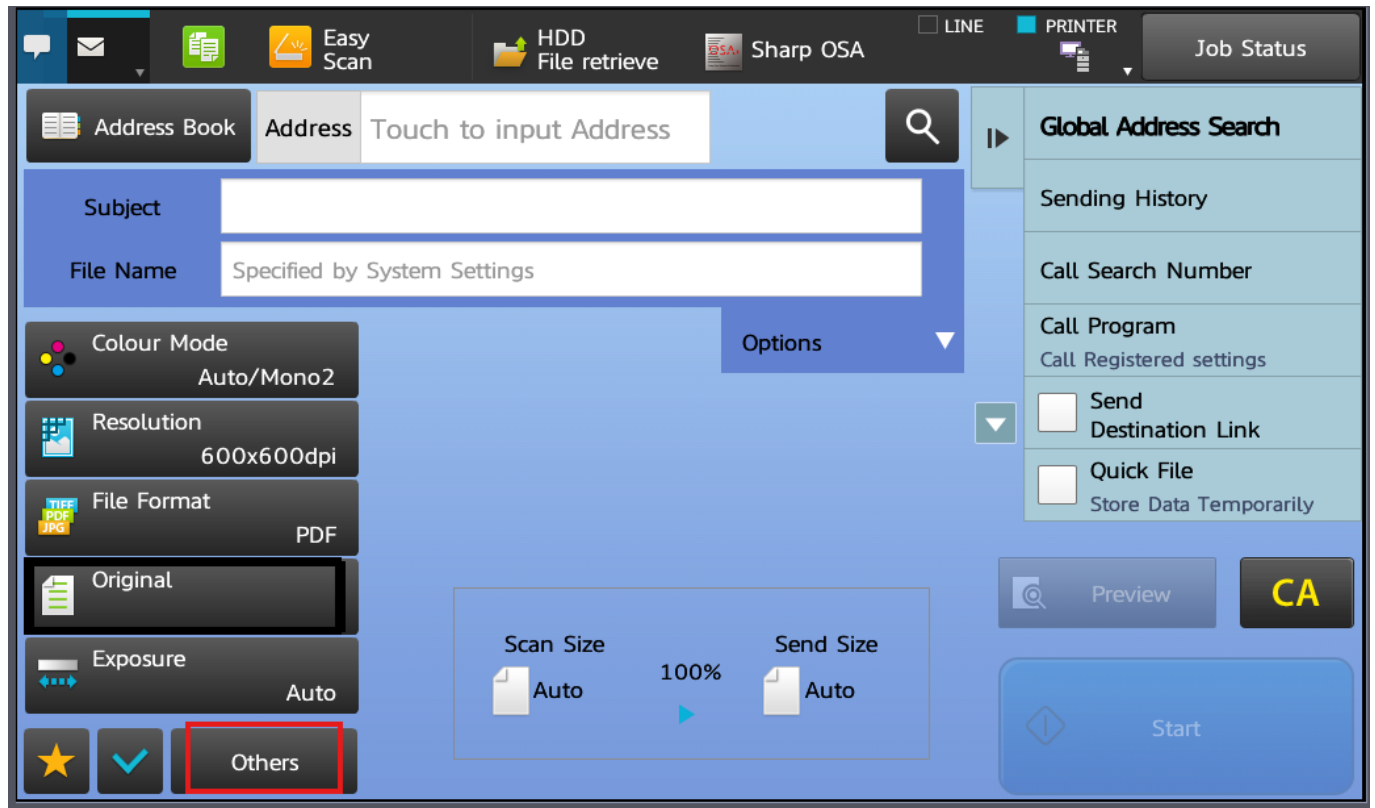 Easy
Scan
HDD
File retrieve
OSA
Sharp OSA
LINE
PRINTER
Job Status
Address Book
Address
Touch to input Address
Global Address Search
Subject
Sending History
File Name
Specified by System Settings
Call Search Number
Colour Mode
Auto/Mono2
Options
Call Program
Call Registered settings
Resolution
600x600dpi
Send
Destination Link
File Format
TIFF
PDF
JPG
PDF
Quick File
Store Data Temporarily
Original
Preview
CA
Exposure
Auto
Scan Size
Auto
100%
Send Size
Auto
Others
Start